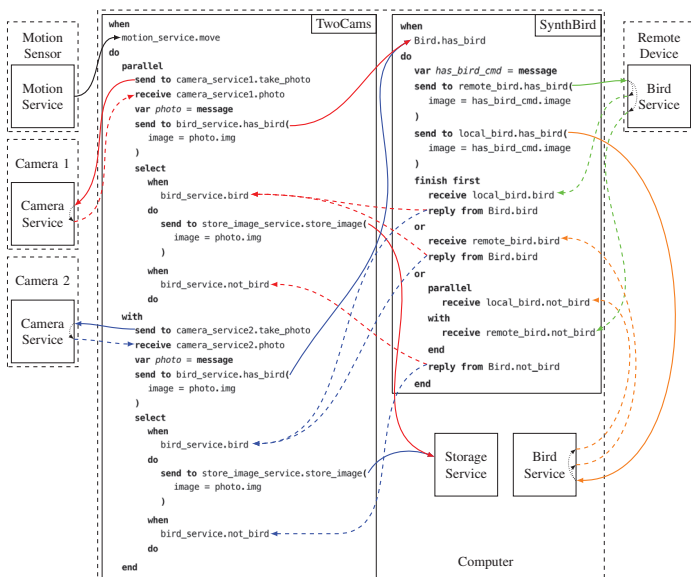 Motion
Sensor
Motion
Service
Camera 1
Camera
Service
Camera 2
Camera
Service
TwoCams
when
motion_service.move
do
parallel
send to camera_service1.take_photo
receive camera_service1.photo
var photo = message
send to bird_service.has_bird(
image = photo.img
)
select
when
bird_service.bird
do
send to store_image_service.store_image(
image = photo.img
)
when
bird_service.not_bird
do
with
send to camera_service2.take_photo
receive camera_service2.photo
var photo = message
send to bird_service.has_bird(
image = photo.img
)
select
when
bird_service.bird
do
send to store_image_service.store_image(
image = photo.img
)
when
bird_service.not_bird
do
end
SynthBird
when
Bird.has_bird
do
var has_bird_cmd = message
send to remote_bird.has_bird(
image = has_bird_cmd.image
)
send to local_bird.has_bird(
image = has_bird_cmd.image
)
finish first
receive local_bird.bird
reply from Bird.bird
or
receive remote_bird.bird
reply from Bird.bird
or
parallel
receive local_bird.not_bird
with
receive remote_bird.not_bird
end
reply from Bird.not_bird
end
Storage
Service
Bird
Service
Computer
Remote
Device
Bird
Service